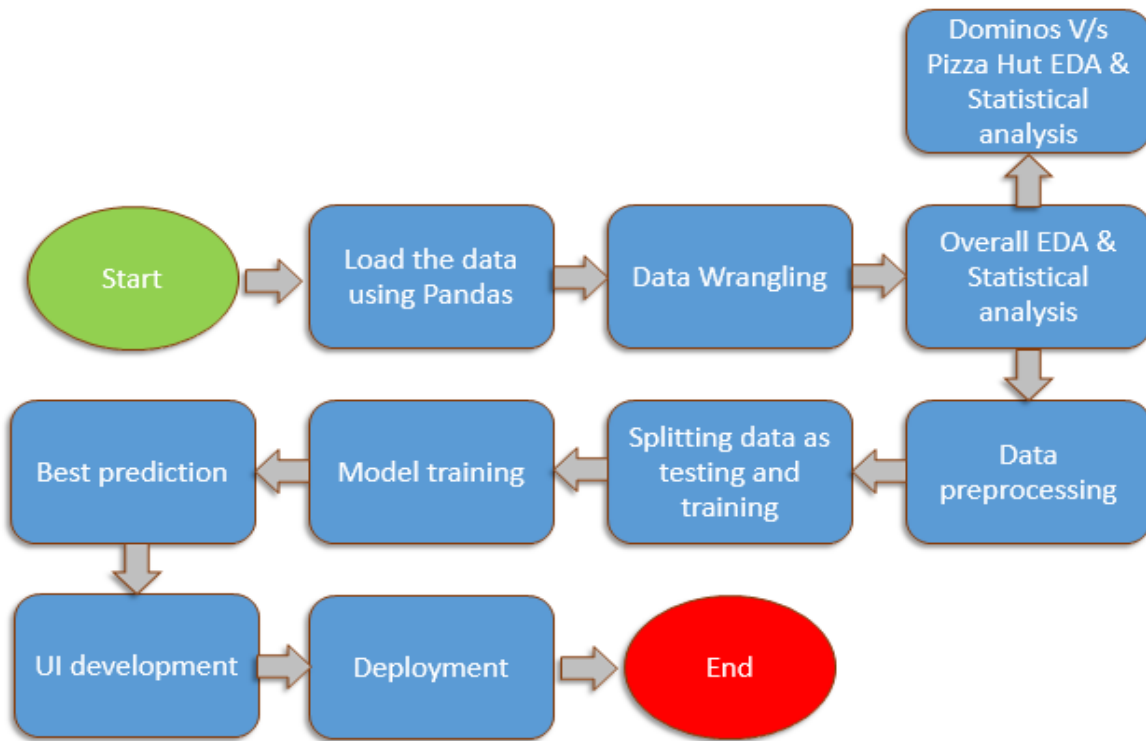 Dominos V/s
Pizza Hut EDA &
Statistical
analysis
Start
Load the data
using Pandas
Data Wrangling
Overall EDA &
Statistical
analysis
Best prediction
Model training
Splitting data as
testing and
training
Data
preprocessing
UI development
Deployment
End